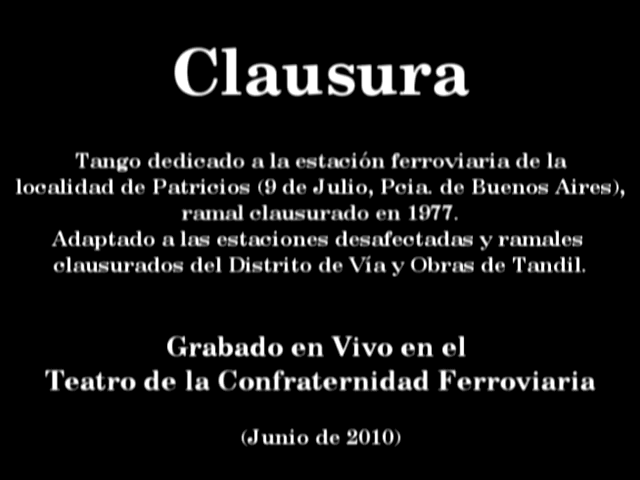 Clausura
Tango dedicado a la estación ferroviaria de la
localidad de Patricios (9 de Julio, Pcia. de Buenos Aires),
ramal clausurado en 1977.
Adaptado a las estaciones desafectadas y ramales
clausurados del Distrito de Vía y Obras de Tandil.
Grabado en Vivo en el
Teatro de la Confraternidad Ferroviaria
(Junio de 2010)